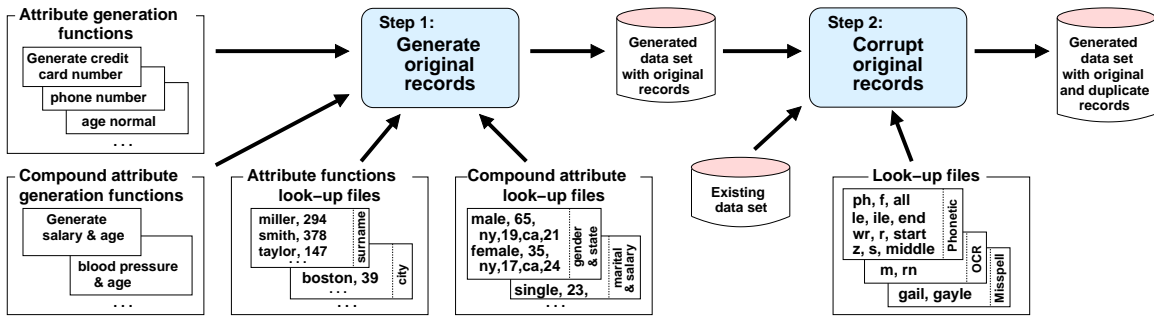 Attribute generation
functions
Generate credit
card number
phone number
age normal
. . .
Step 1:
Generate
original
records
Generated
data set
with original
records
Step 2:
Corrupt
original
records
Generated
data set
with original
and duplicate
records
Compound attribute
generation functions
Generate
salary & age
blood pressure
& age
. . .
Attribute functions
look−up files
miller, 294
smith, 378
taylor, 147
. . .
surname
boston, 39
. . .
city
. . .
Compound attribute
look−up files
male, 65,
ny,19,ca,21
female, 35,
ny,17,ca,24
gender
& state
single, 23,
marital
& salary
. . .
Existing
data set
Look−up files
ph, f, all
le, ile, end
wr, r, start
z, s, middle
Phonetic
m, rn
OCR
gail, gayle
Misspell
. . .